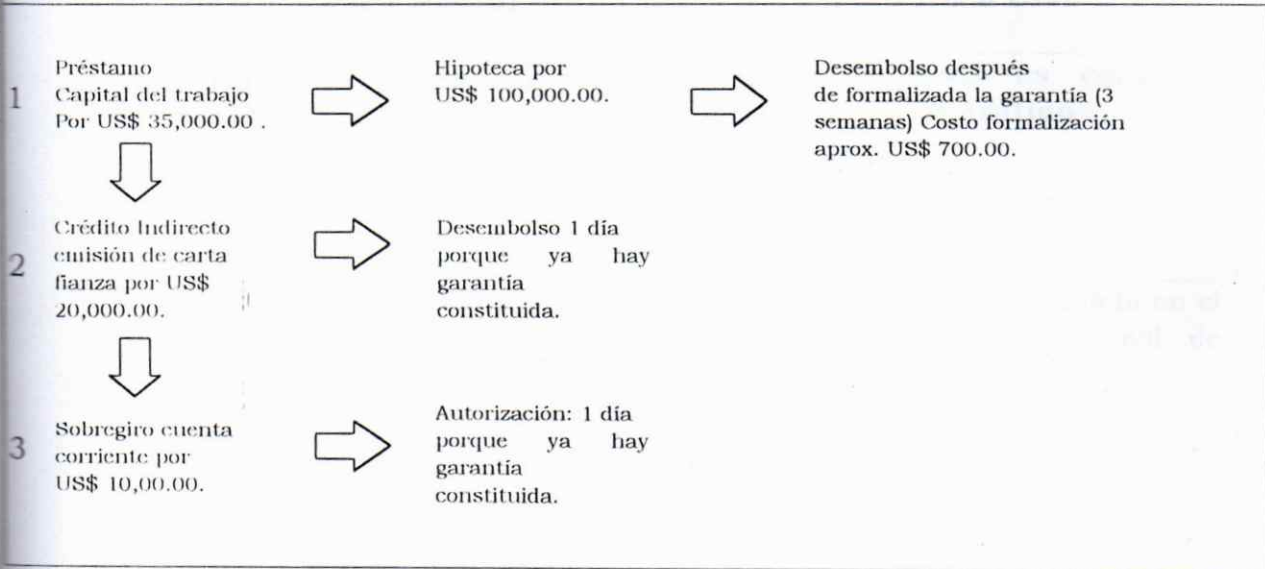 1
Préstamo
Capital del trabajo
Por US$ 35,000.00 .
Hipoteca por
US$ 100,000.00.
Desembolso después
de formalizada la garantía (3
semanas) Costo formalización
aprox. US$ 700.00.
2
Crédito Indirecto
emisión de carta
fianza por US$
20,000.00.
Desembolso 1 día
porque ya hay
garantía
constituida.
3
Sobregiro cuenta
corriente por
US$ 10,00.00.
Autorización: 1 día
porque ya hay
garantía
constituida.